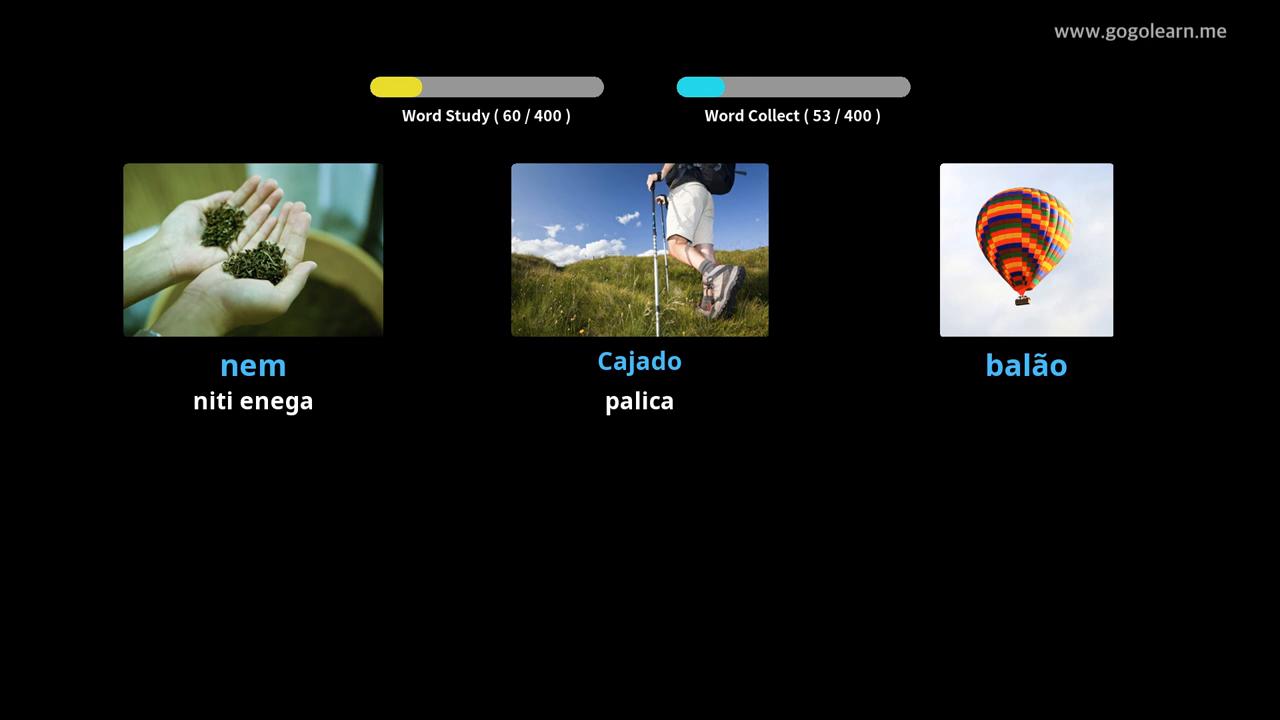 www.gogolearn.me
Word Study ( 60 / 400 )
Word Collect ( 53 / 400 )
nem
niti enega
Cajado
palica
balão